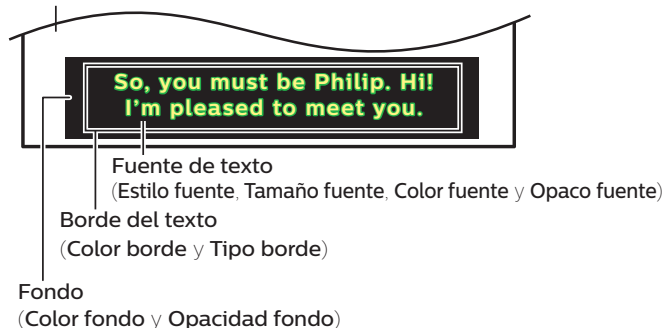 So, you must be Philip. Hi!
I’m pleased to meet you.
Fuente de texto
(Estilo fuente, Tamaño fuente, Color fuente y Opaco fuente)
Borde del texto
(Color borde y Tipo borde)
Fondo
(Color fondo y Opacidad fondo)